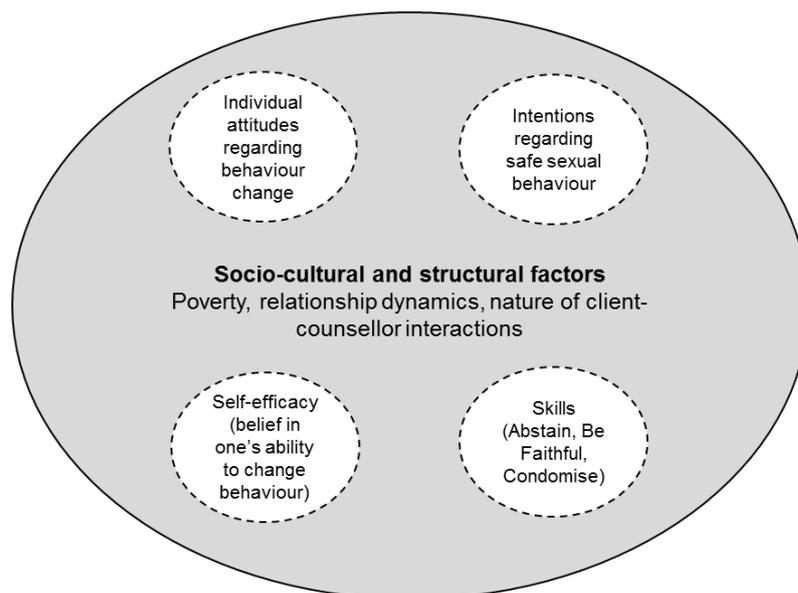 Individual
attitudes
regarding
behaviour
change
Intentions
regarding
safe sexual
behaviour
Socio-cultural and structural factors
Poverty, relationship dynamics, nature of client-
counsellor interactions
Self-efficacy
(belief in
one's ability
to change
behaviour)
Skills
(Abstain, Be
Faithful,
Condomise)